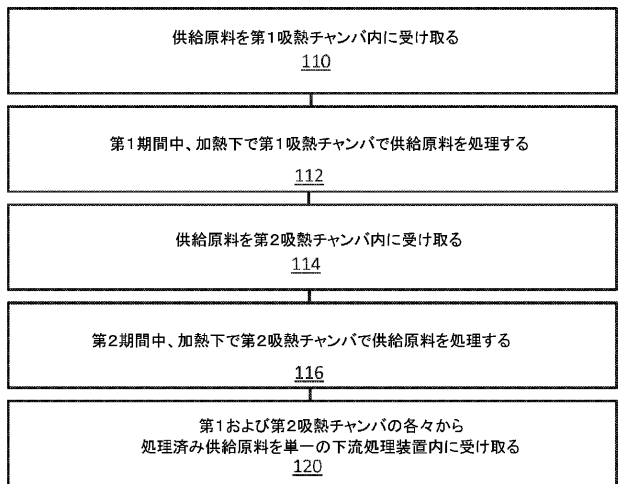 供給原料を第1吸熱チャンバ内に受け取る
110
第1期間中、加熱下で第1吸熱チャンバで供給原料を処理する
112
供給原料を第2吸熱チャンバ内に受け取る
114
第2期間中、加熱下で第2吸熱チャンバで供給原料を処理する
116
第1および第2吸熱チャンバの各々から
処理済み供給原料を単一の下流処理装置内に受け取る
120